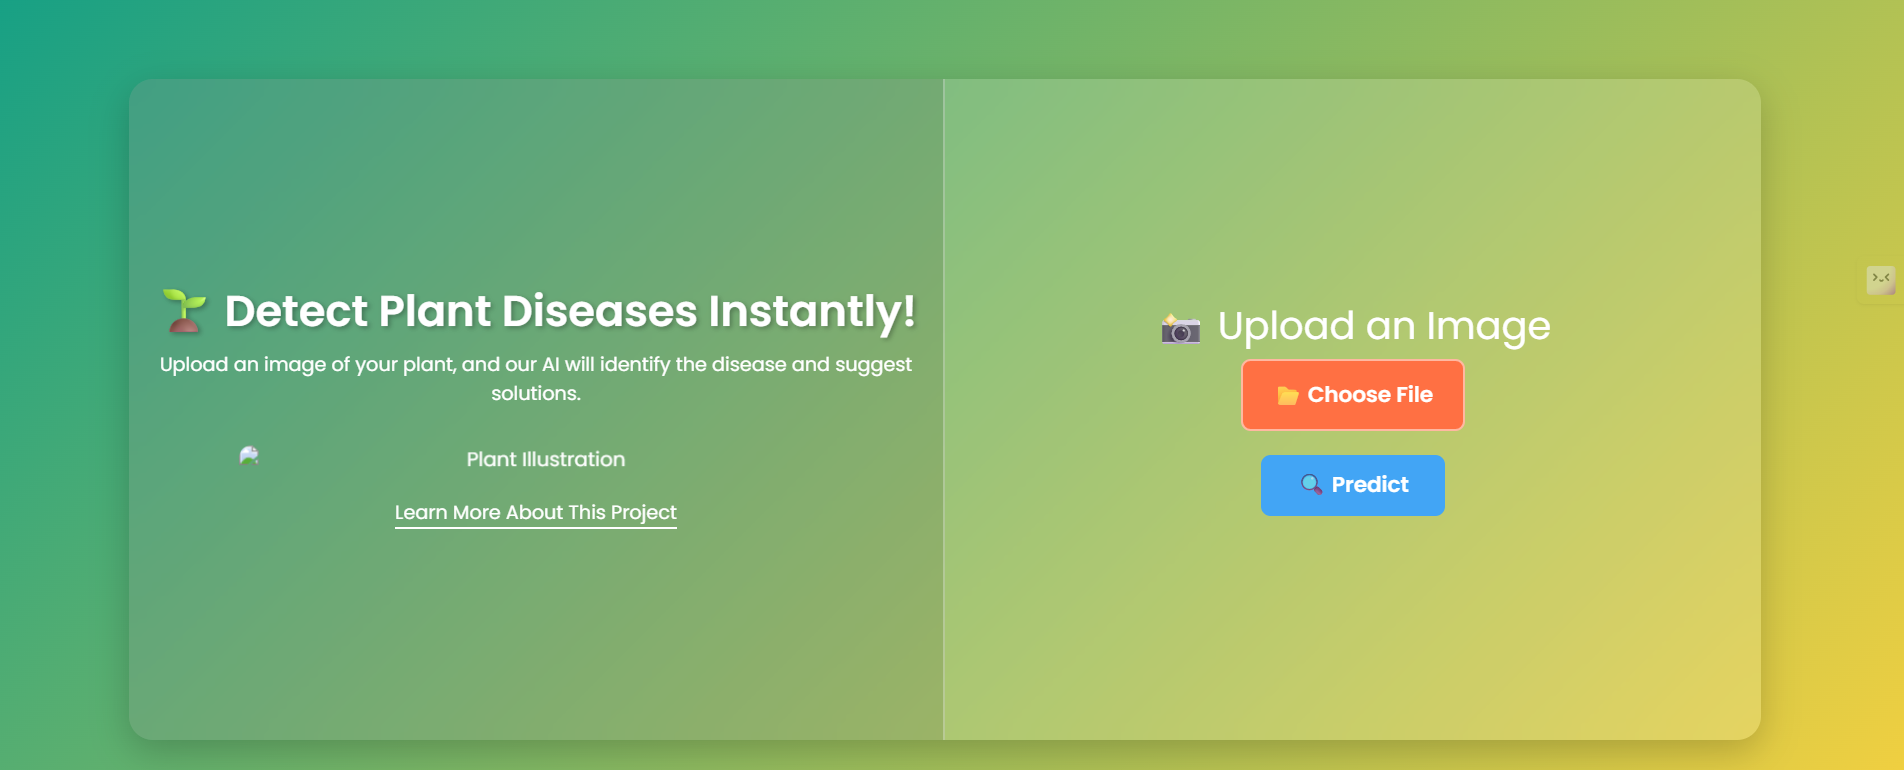 Detect Plant Diseases Instantly!
Upload an image of your plant, and our AI will identify the disease and suggest
solutions.
Plant Illustration
Learn More About This Project
Upload an Image
Choose File
Predict